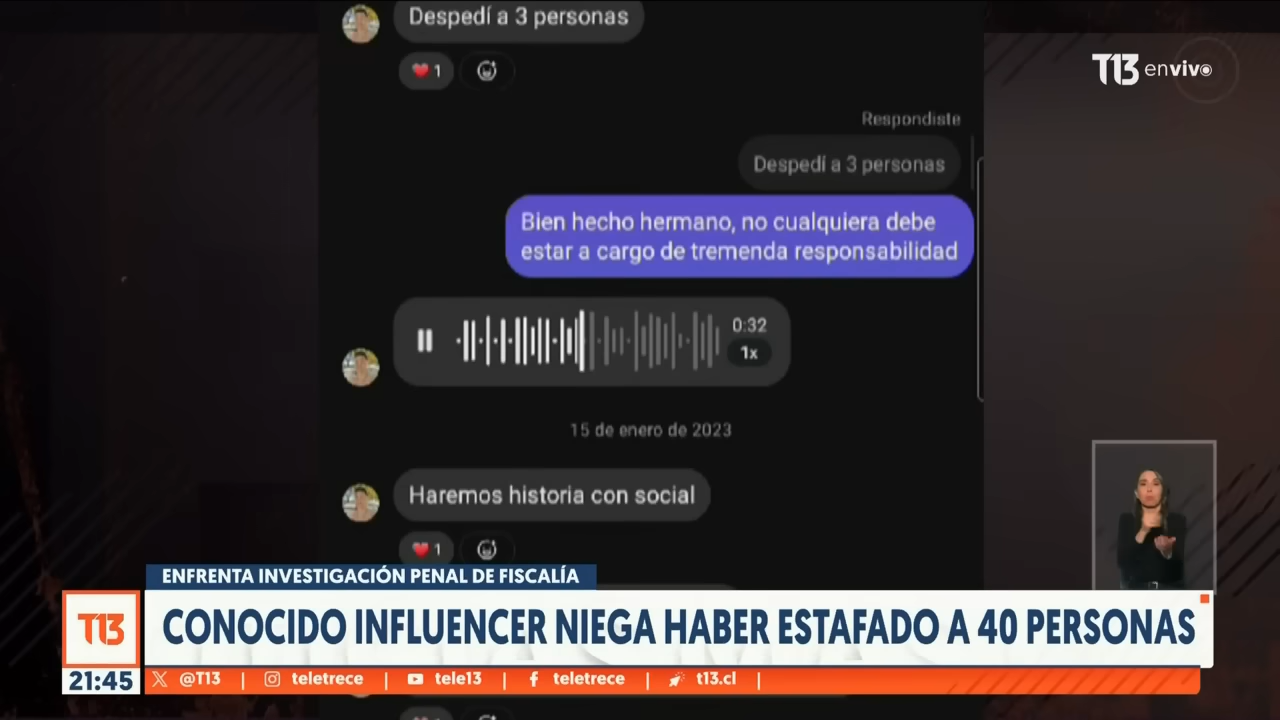 Despedí a 3 personas
1
T13 envivo
Respondiste
Despedí a 3 personas
Bien hecho hermano, no cualquiera debe
estar a cargo de tremenda responsabilidad
0:32
1x
15 de enero de 2023
Haremos historia con social
1
ENFRENTA INVESTIGACIÓN PENAL DE FISCALÍA
T13
CONOCIDO INFLUENCER NIEGA HABER ESTAFADO A 40 PERSONAS
21:45
@T13 | teletrece | tele13 | teletrece | t13.cl |